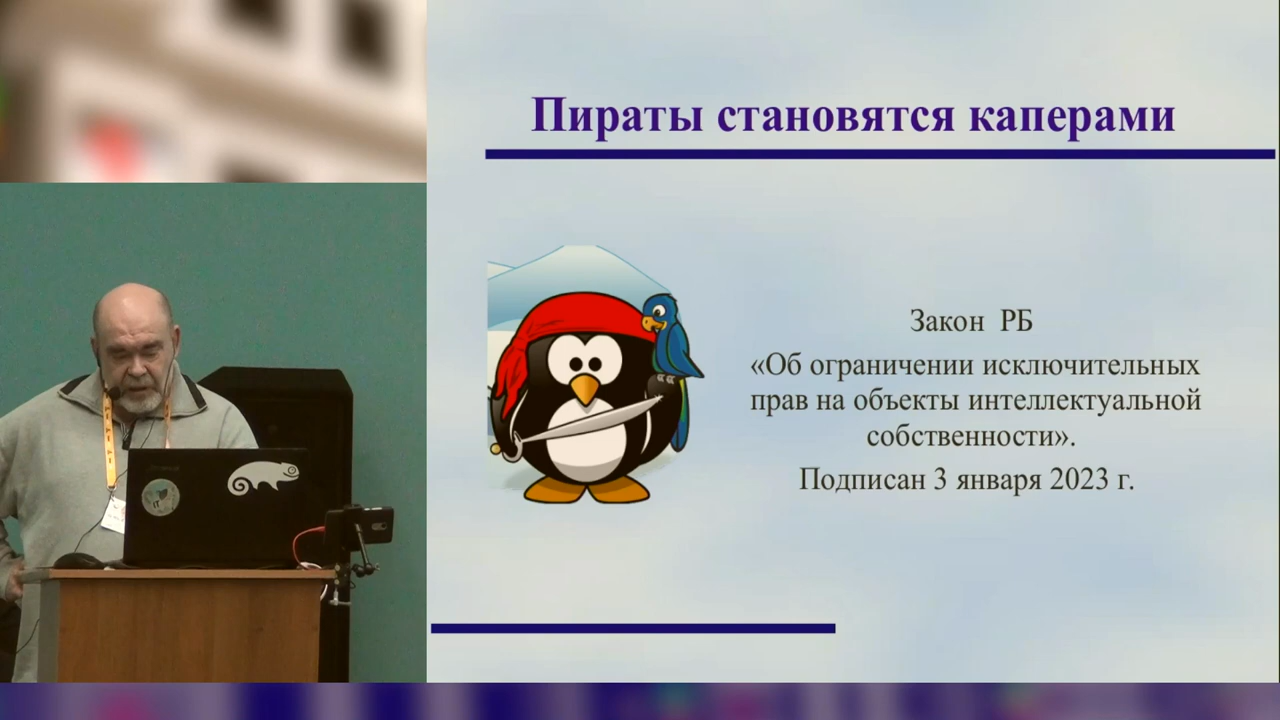 Пираты становятся каперами
Закон РБ
«Об ограничении исключительных
прав на объекты интеллектуальной
собственности».
Подписан 3 января 2023 г.